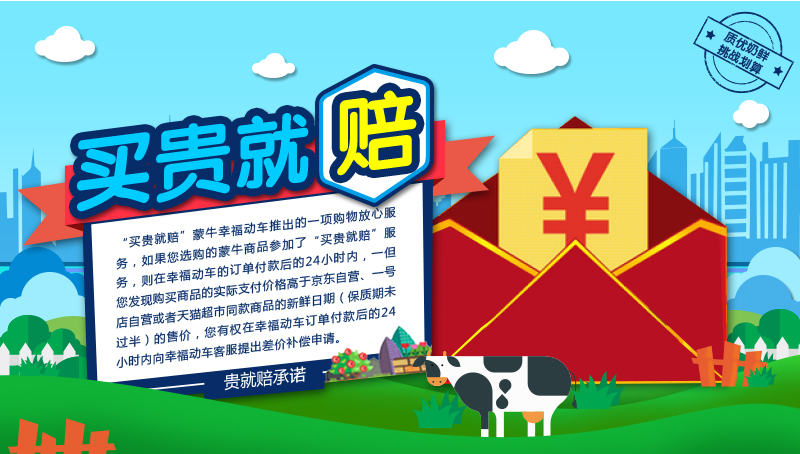 质优奶鲜
挑战划算
买贵就赔
¥
“买贵就赔”蒙牛幸福动车推出的一项购物放心服
务，如果您选购的蒙牛商品参加了“买贵就赔”服
务，则在幸福动车的订单付款后的24小时内，一但
您发现购买商品的实际支付价格高于京东自营、一号
店自营或者天猫超市同款商品的新鲜日期（保质期未
过半）的售价，您有权在幸福动车订单付款后的24
小时内向幸福动车客服提出差价补偿申请。
贵就赔承诺